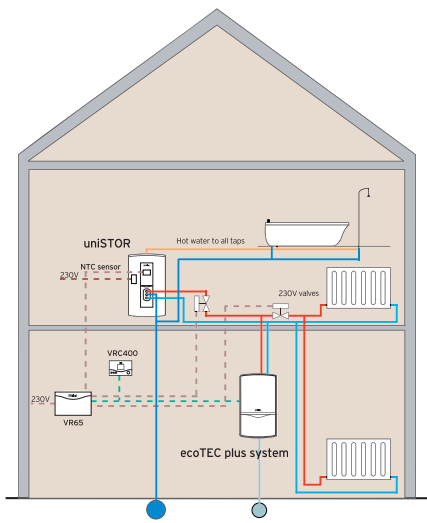 Hot water to all taps
uniSTOR
NTC sensor
230V
230V valves
VRC400
230V
VR65
ecoTEC plus system